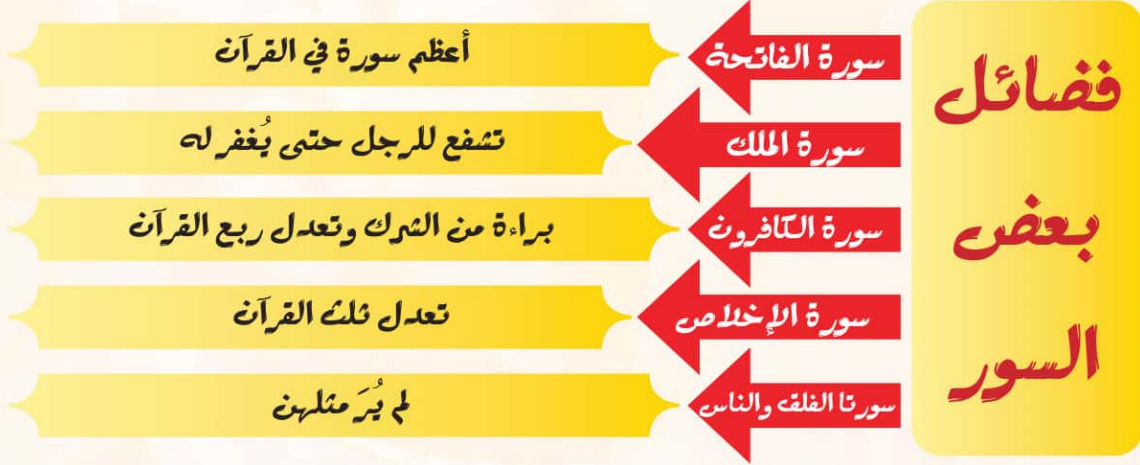 فضائل
بعض
السور
سورة الفاتحة
أعظم سورة في القرآن
سورة الملك
تشفع للرجل حتى يُغفر له
سورة الكافرون
براءة من الشرك وتعدل ربع القرآن
سورة الإخلاص
تعدل ثلث القرآن
سورتا الفلق والناس
لم يُرَ مثلهن